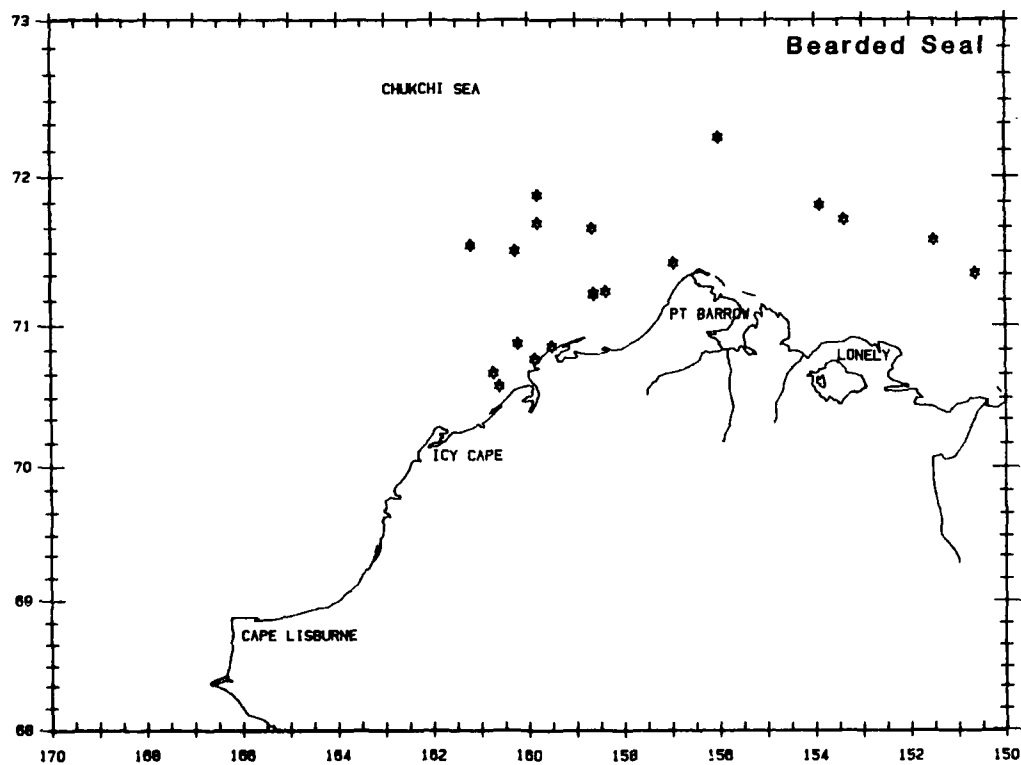 73
Bearded Seal
CHUKCHI SEA
72
71
PT BARROW
LONELY
70
ICY CAPE
69
CAPE LISBURNE
68
170 168 166 164 162 160 158 156 154 152 150